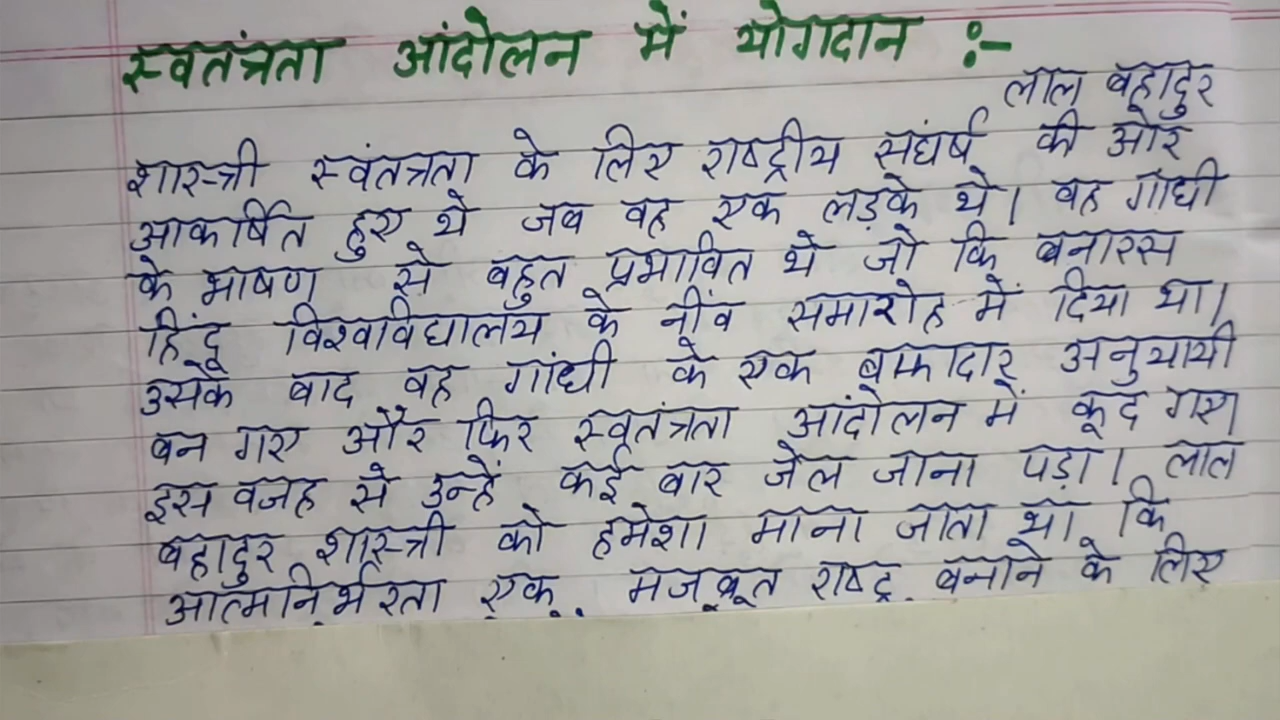 स्वतंत्रता आंदोलन में योगदान :-
लाल बहादुर
शास्त्री स्वंतत्रता के लिए राष्ट्रीय संघर्ष की ओर
आकर्षित हुए थे जब वह एक लड़के थे। वह गांधी
के भाषण से बहुत प्रभावित थे जो कि बनारस
हिंदू विश्वविद्यालय के नींव समारोह में दिया था।
उसके बाद वह गांधी के एक बफादार अनुयायी
बन गए और फिर स्वतंत्रता आंदोलन में कूद गए।
इस वजह से उन्हें कई बार जेल जाना पड़ा। लाल
बहादुर शास्त्री को हमेशा माना जाता था कि
आत्मनिर्भरता एक मजबूत राष्ट्र बनाने के लिए